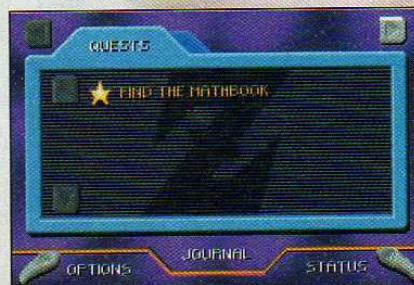 QUESTS
FIND THE MATHBOOK
JOURNAL
OPTIONS
STATUS